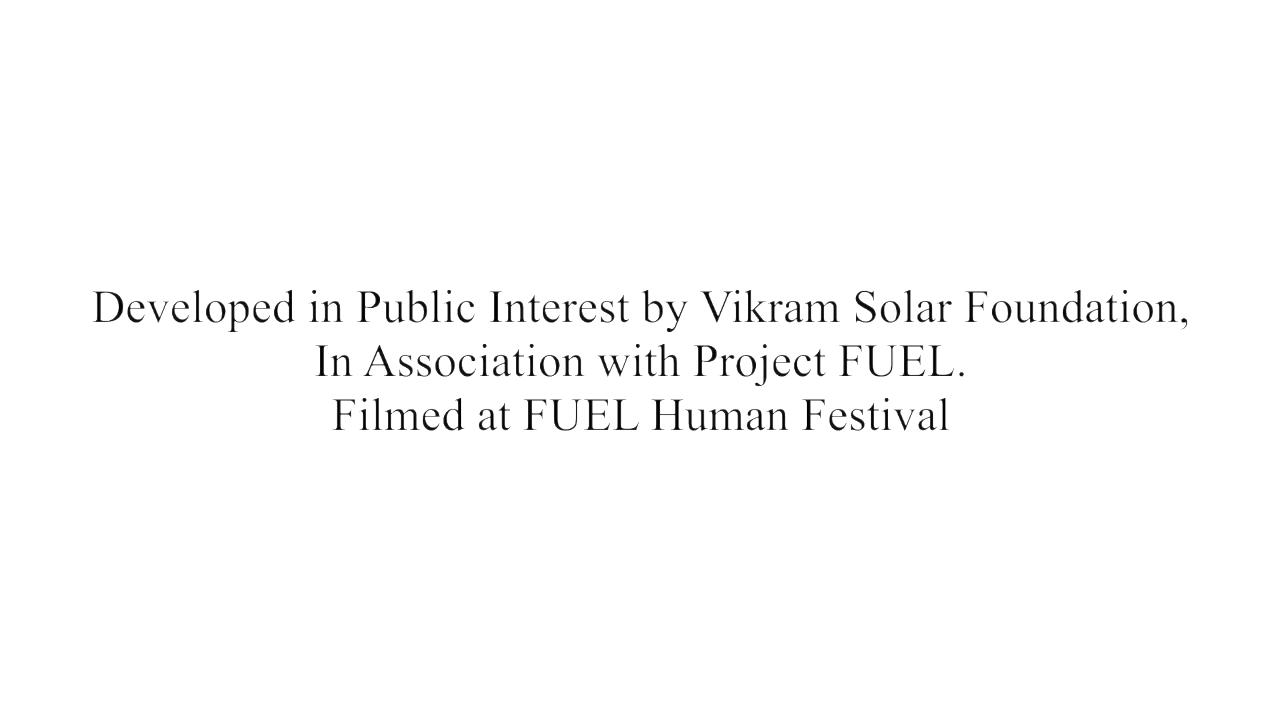 Developed in Public Interest by Vikram Solar Foundation,
In Association with Project FUEL.
Filmed at FUEL Human Festival